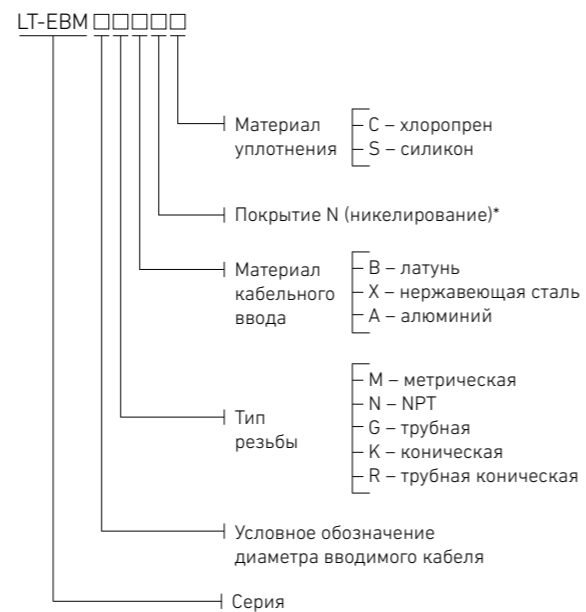 LT-EBM□□□□□
Материал
уплотнения
C – хлоропрен
S – силикон
Покрытие N (никелирование)*
Материал
кабельного
ввода
B – латунь
X – нержавеющая сталь
A – алюминий
Тип
резьбы
M – метрическая
N – NPT
G – трубная
K – коническая
R – трубная коническая
Условное обозначение
диаметра вводимого кабеля
Серия